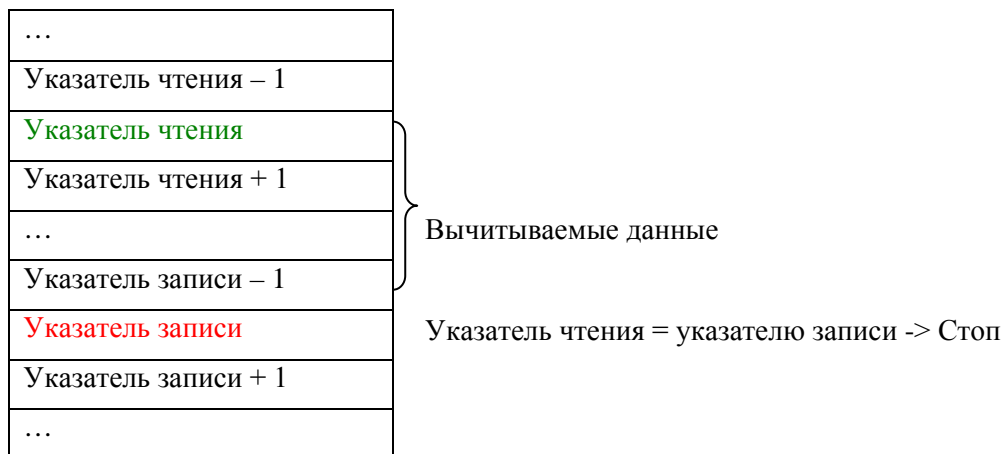 …
Указатель чтения – 1
Указатель чтения
Указатель чтения + 1
…
Вычитываемые данные
Указатель записи – 1
Указатель записи
Указатель чтения = указателю записи -> Стоп
Указатель записи + 1
…